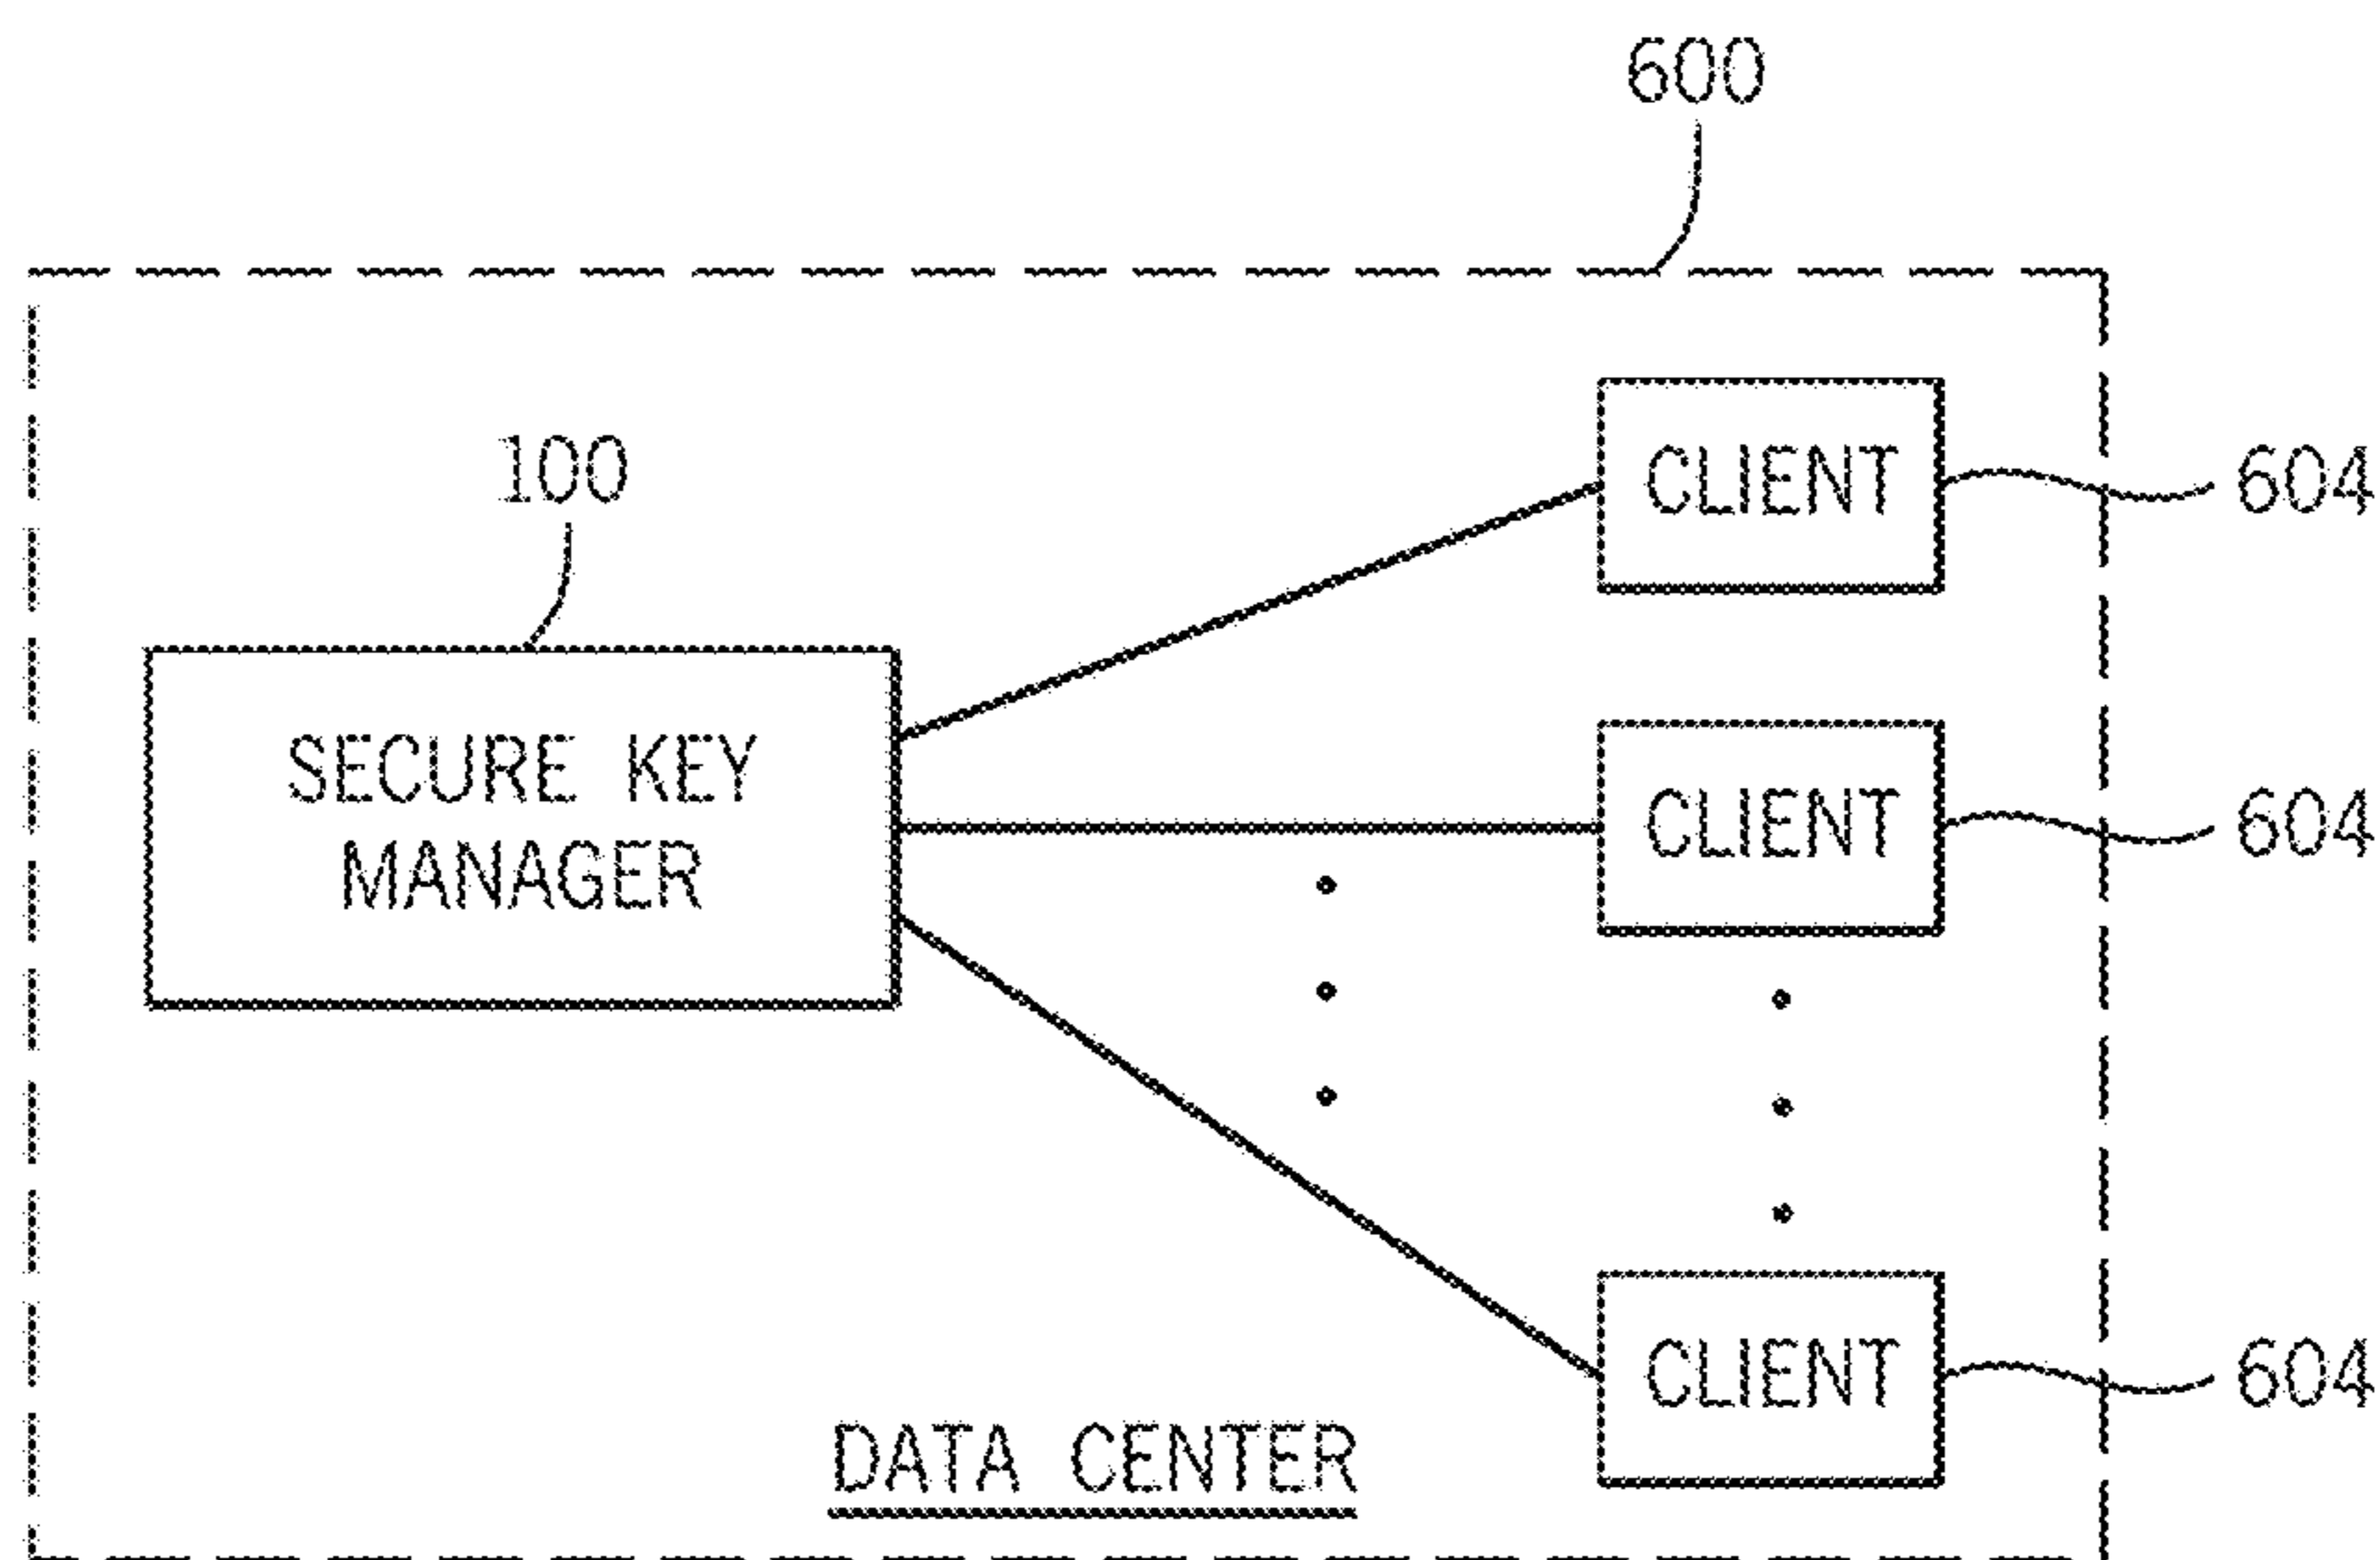 600
100
CLIENT
604
SECURE KEY
MANAGER
CLIENT
604
CLIENT
604
DATA CENTER